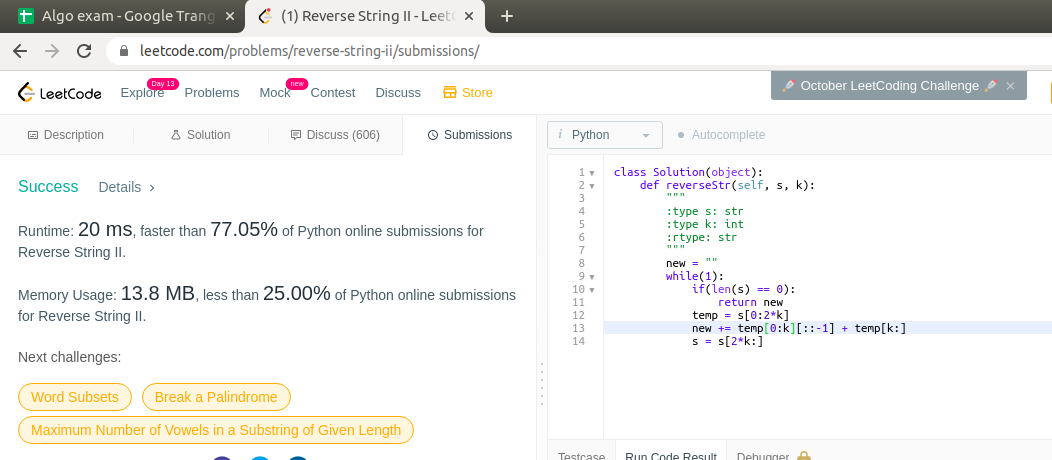 Algo exam - Google Trang
(1) Reverse String II - LeetC
leetcode.com/problems/reverse-string-ii/submissions/
LeetCode
Explore
Day 13
Problems
Mock
new
Contest
Discuss
Store
October LeetCoding Challenge
Description
Solution
Discuss (606)
Submissions
Success
Details
Runtime: 20 ms, faster than 77.05% of Python online submissions for
Reverse String II.
Memory Usage: 13.8 MB, less than 25.00% of Python online submissions
for Reverse String II.
Next challenges:
Word Subsets
Break a Palindrome
Maximum Number of Vowels in a Substring of Given Length
i Python
Autocomplete
1 class Solution(object):
2 def reverseStr(self, s, k):
3 """
4 :type s: str
5 :type k: int
6 :rtype: str
7 """
8 new = ""
9 while(1):
10 if(len(s) == 0):
11 return new
12 temp = s[0:2*k]
13 new += temp[0:k][::-1] + temp[k:]
14 s = s[2*k:]
Testcase
Run Code Result
Debugger